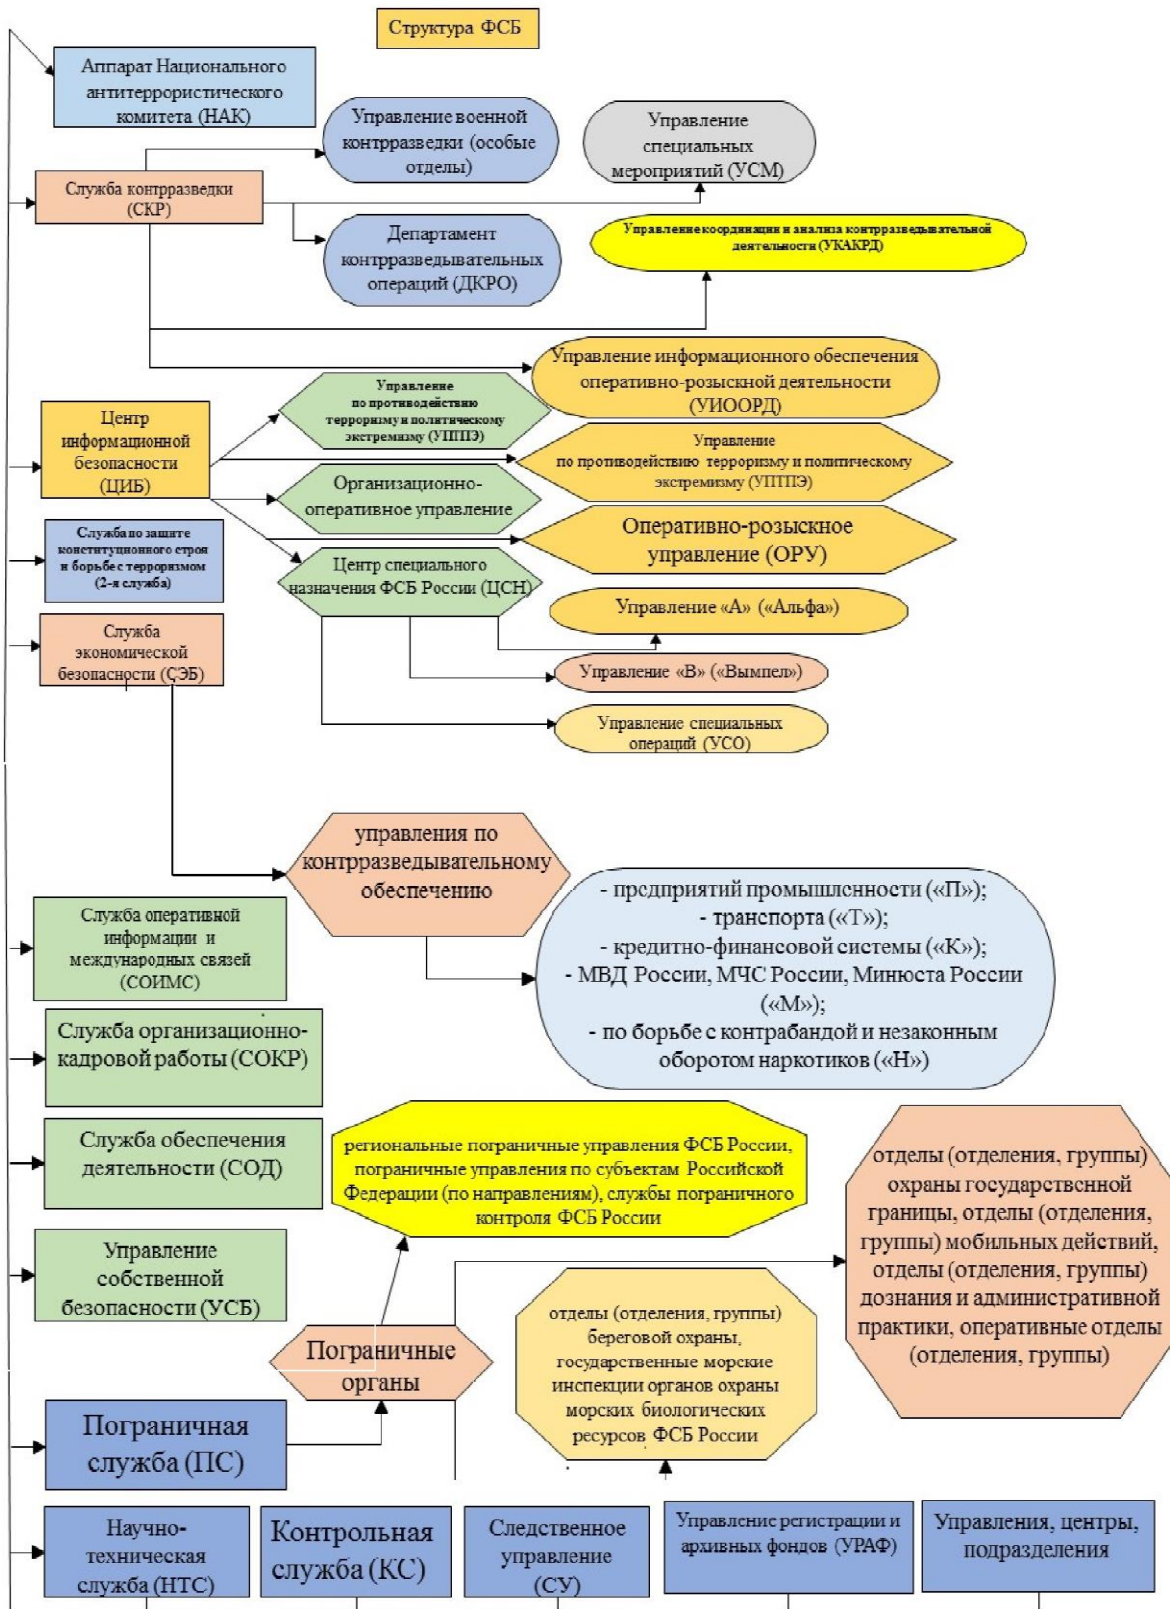 Структура ФСБ
Аппарат Национального
антитеррористического
комитета (НАК)
Управление военной
контрразведки (особые
отделы)
Управление
специальных
мероприятий (УСМ)
Служба контрразведки
(СКР)
Департамент
контрразведывательных
операций (ДКРО)
Управление координации и анализа контрразведывательной
деятельности (УКАКРД)
Управление информационного обеспечения
оперативно-розыскной деятельности
(УИООРД)
Управление
по противодействию
терроризму и политическому
экстремизму (УПТПЭ)
Центр
информационной
безопасности
(ЦИБ)
Управление
по противодействию терроризму и политическому
экстремизму (УПТПЭ)
Организационно-
оперативное управление
Оперативно-розыскное
управление (ОРУ)
Служба по защите
конституционного строя
и борьбе с терроризмом
(2-я служба)
Центр специального
назначения ФСБ России (ЦСН)
Управление «А» («Альфа»)
Служба
экономической
безопасности (СЭБ)
Управление «В» («Вымпел»)
Управление специальных
операций (УСО)
управления по
контрразведывательному
обеспечению
- предприятий промышленности («П»);
- транспорта («Т»);
- кредитно-финансовой системы («К»);
- МВД России, МЧС России, Минюста России
(«М»);
- по борьбе с контрабандой и незаконным
оборотом наркотиков («Н»)
Служба оперативной
информации и
международных связей
(СОИМС)
Служба организационно-
кадровой работы (СОКР)
Служба обеспечения
деятельности (СОД)
региональные пограничные управления ФСБ России,
пограничные управления по субъектам Российской
Федерации (по направлениям), службы пограничного
контроля ФСБ России
отделы (отделения, группы)
охраны государственной
границы, отделы (отделения,
группы) мобильных действий,
отделы (отделения, группы)
дознания и административной
практики, оперативные отделы
(отделения, группы)
Управление
собственной
безопасности (УСБ)
Пограничные
органы
отделы (отделения, группы)
береговой охраны,
государственные морские
инспекции органов охраны
морских биологических
ресурсов ФСБ России
Пограничная
служба (ПС)
Научно-
техническая
служба (НТС)
Контрольная
служба (КС)
Следственное
управление
(СУ)
Управление регистрации и
архивных фондов (УРАФ)
Управления, центры,
подразделения